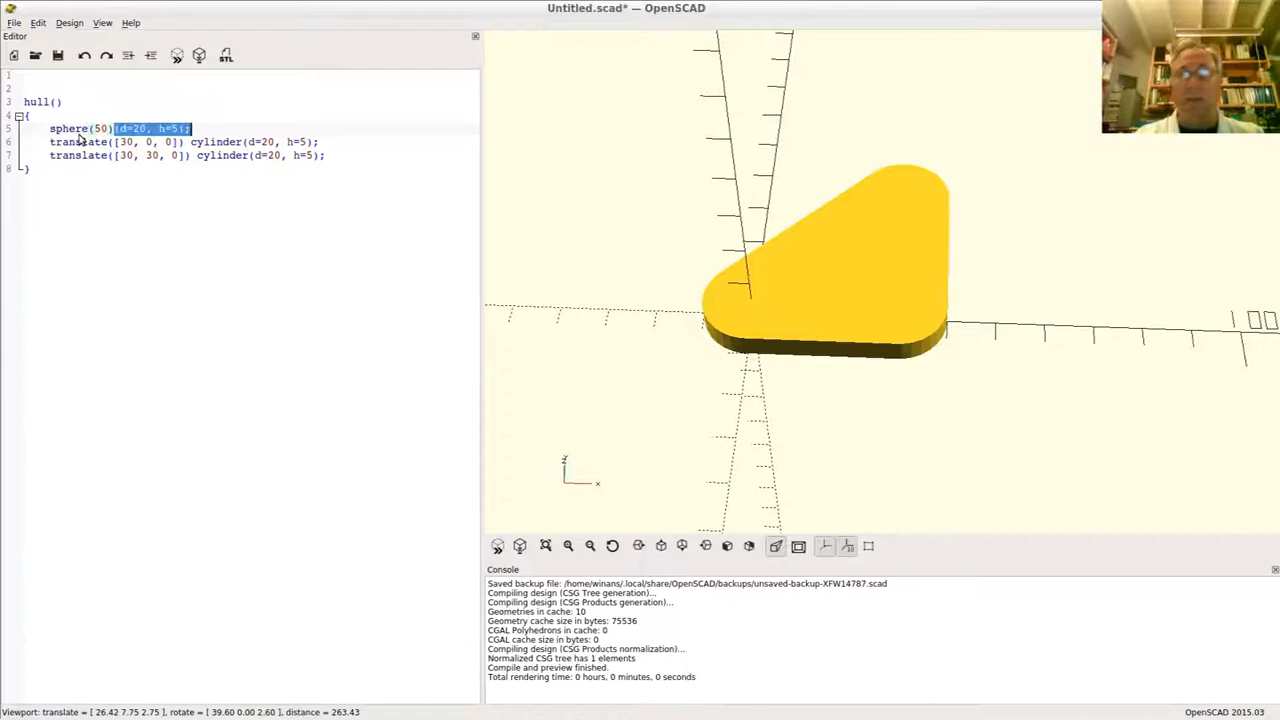 Untitled.scad* — OpenSCAD
File Edit Design View Help
Editor
1
2
3 hull()
4 {
5 sphere(50)(d=20, h=5);
6 translate([30, 0, 0]) cylinder(d=20, h=5);
7 translate([30, 30, 0]) cylinder(d=20, h=5);
8 }
STL
100
z
x
10
Console
Saved backup file: /home/winans/.local/share/OpenSCAD/backups/unsaved-backup-XFW14787.scad
Compiling design (CSG Tree generation)...
Compiling design (CSG Products generation)...
Geometries in cache: 10
Geometry cache size in bytes: 75536
CGAL Polyhedrons in cache: 0
CGAL cache size in bytes: 0
Compiling design (CSG Products normalization)...
Normalized CSG tree has 1 elements
Compile and preview finished.
Total rendering time: 0 hours, 0 minutes, 0 seconds
Viewport: translate = [ 26.42 7.75 2.75 ], rotate = [ 39.60 0.00 2.60 ], distance = 263.43
OpenSCAD 2015.03